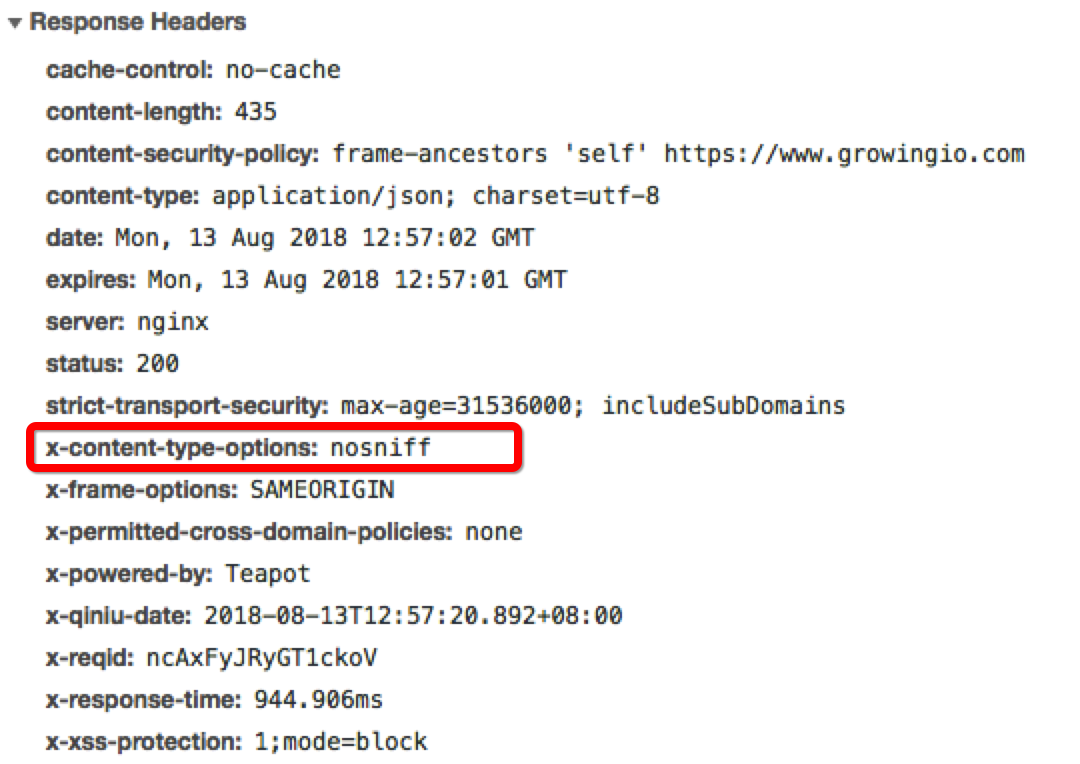 Response Headers
cache-control: no-cache
content-length: 435
content-security-policy: frame-ancestors 'self' https://www.growingio.com
content-type: application/json; charset=utf-8
date: Mon, 13 Aug 2018 12:57:02 GMT
expires: Mon, 13 Aug 2018 12:57:01 GMT
server: nginx
status: 200
strict-transport-security: max-age=31536000; includeSubDomains
x-content-type-options: nosniff
x-frame-options: SAMEORIGIN
x-permitted-cross-domain-policies: none
x-powered-by: Teapot
x-qiniu-date: 2018-08-13T12:57:20.892+08:00
x-reqid: ncAxFyJRyGT1ckoV
x-response-time: 944.906ms
x-xss-protection: 1;mode=block